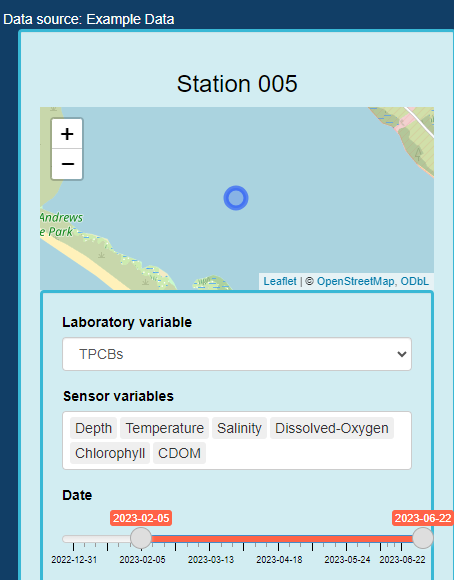 Data source: Example Data
Station 005
+
−
Andrews
e Park
Leaflet | © OpenStreetMap, ODbL
Laboratory variable
TPCBs
Sensor variables
Depth Temperature Salinity Dissolved-Oxygen
Chlorophyll CDOM
Date
2023-02-05 2023-06-22
2022-12-31 2023-02-05 2023-03-13 2023-04-18 2023-05-24 2023-06-22